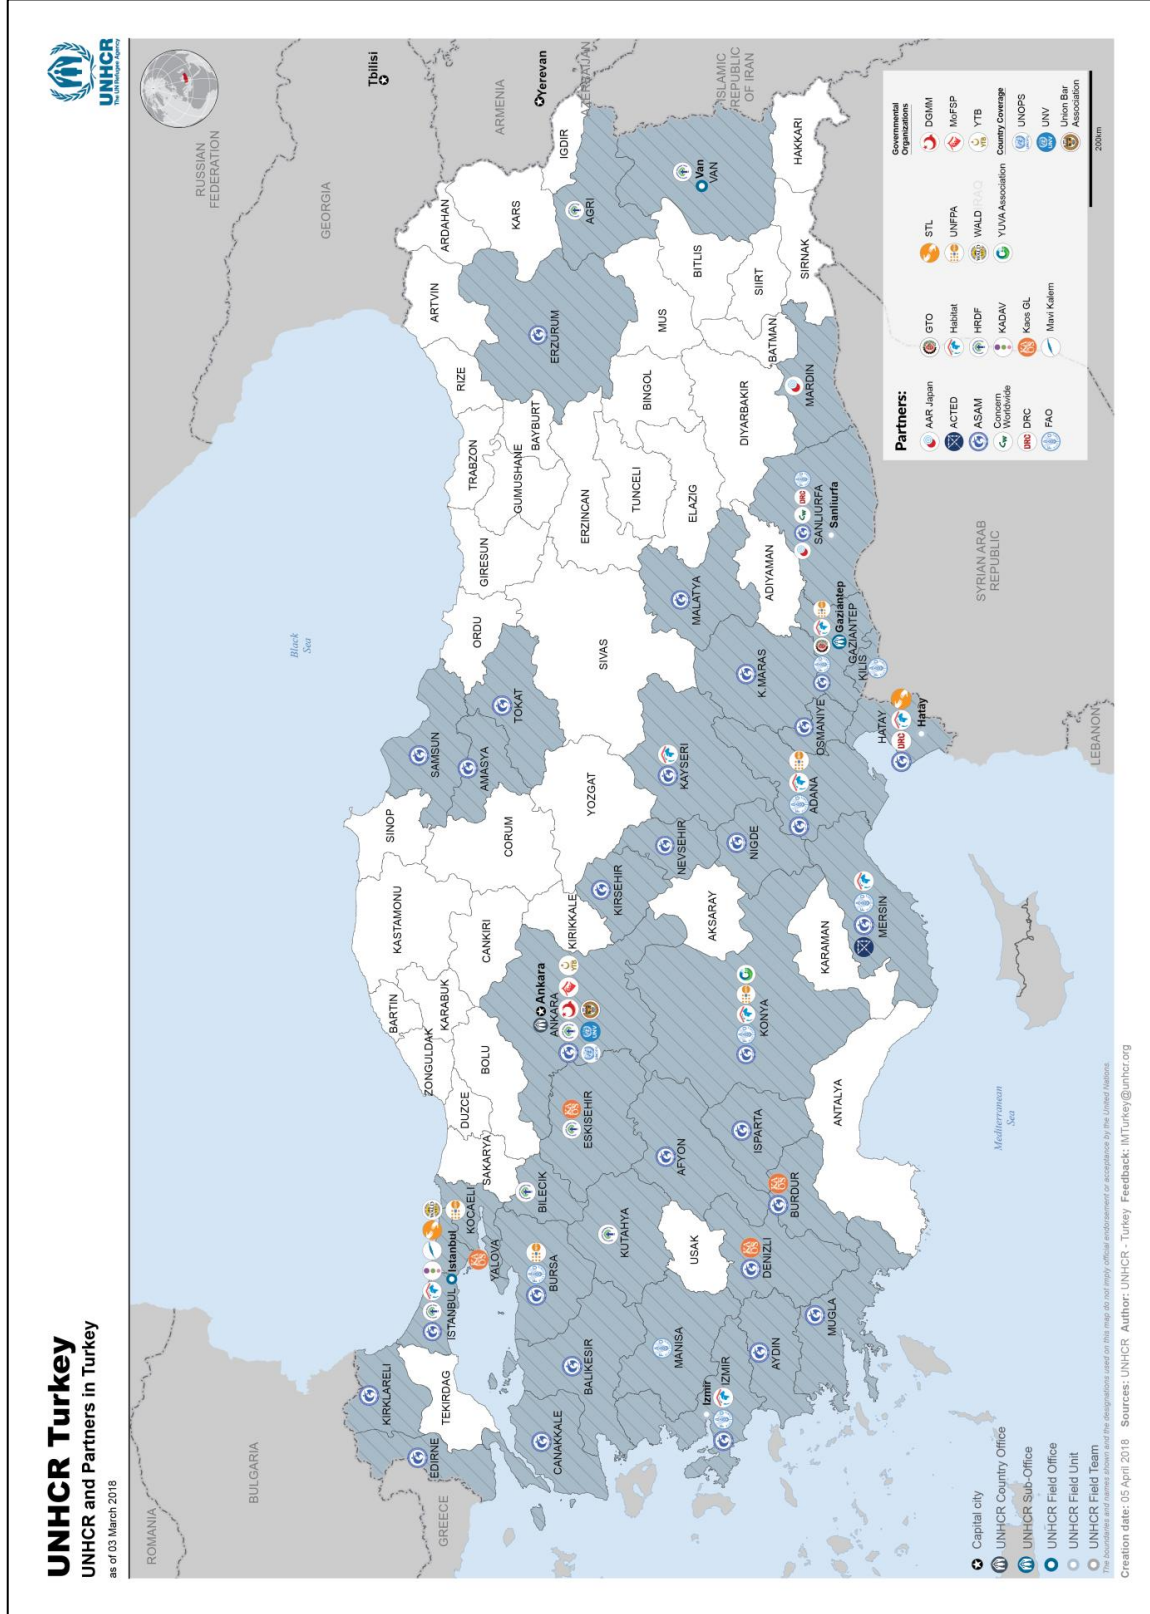 UNHCR Turkey
UNHCR and Partners in Turkey
as of 03 March 2018
UNHCR
The UN Refugee Agency
ROMANIA
BULGARIA
GREECE
RUSSIAN
FEDERATION
GEORGIA
Tbilisi
ARMENIA
Yerevan
AZERBAIJAN
ISLAMIC
REPUBLIC
OF IRAN
Black
Sea
KIRKLARELI
EDIRNE
TEKIRDAG
ISTANBUL
Istanbul
KOCAELI
YALOVA
SAKARYA
DUZCE
ZONGULDAK
BARTIN
KARABUK
KASTAMONU
SINOP
SAMSUN
ORDU
GIRESUN
TRABZON
RIZE
ARTVIN
ARDAHAN
KARS
IGDIR
AGRI
CANAKKALE
BALIKESIR
BURSA
BILECIK
BOLU
CANKIRI
CORUM
AMASYA
TOKAT
GUMUSHANE
BAYBURT
ERZURUM
ESKISEHIR
Ankara
ANKARA
KIRIKKALE
KIRSEHIR
YOZGAT
SIVAS
ERZINCAN
TUNCELI
BINGOL
MUS
BITLIS
Van
VAN
KUTAHYA
MANISA
USAK
AFYON
Izmir
IZMIR
AYDIN
DENIZLI
MUGLA
BURDUR
ISPARTA
KONYA
AKSARAY
NEVSEHIR
NIGDE
KAYSERI
K.MARAS
MALATYA
ELAZIG
DIYARBAKIR
BATMAN
SIIRT
SIRNAK
HAKKARI
MARDIN
ADIYAMAN
SANLIURFA
Sanliurfa
Gaziantep
GAZIANTEP
KILIS
OSMANIYE
ADANA
HATAY
Hatay
MERSIN
KARAMAN
ANTALYA
SYRIAN ARAB
REPUBLIC
LEBANON
IRAQ
Mediterranean
Sea
Partners:
AAR Japan
ACTED
ASAM
Concern
Worldwide
DRC
FAO
GTO
Habitat
HRDF
KADAV
Kaos GL
Mavi Kalem
STL
UNFPA
WALD
YUVA Association
Governmental
Organizations
DGMM
MoFSP
YTB
Country Coverage
UNOPS
UNV
Union Bar
Association
200km
Capital city
UNHCR Country Office
UNHCR Sub-Office
UNHCR Field Office
UNHCR Field Unit
UNHCR Field Team
The boundaries and names shown and the designations used on this map do not imply official endorsement or acceptance by the United Nations.
Creation date: 05 April 2018 Sources: UNHCR Author: UNHCR - Turkey Feedback: IMTurkey@unhcr.org